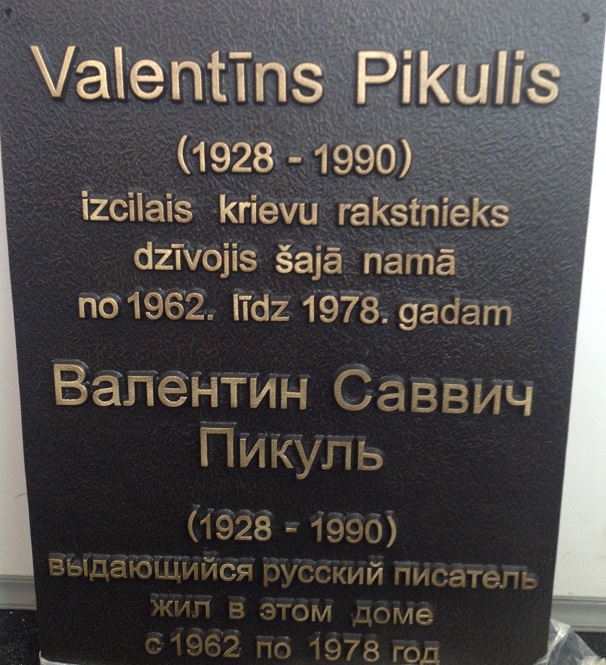 Valentīns Pikulis
(1928 - 1990)
izcilais krievu rakstnieks
dzīvojis šajā namā
no 1962. līdz 1978. gadam
Валентин Саввич
Пикуль
(1928 - 1990)
выдающийся русский писатель
жил в этом доме
с 1962 по 1978 год